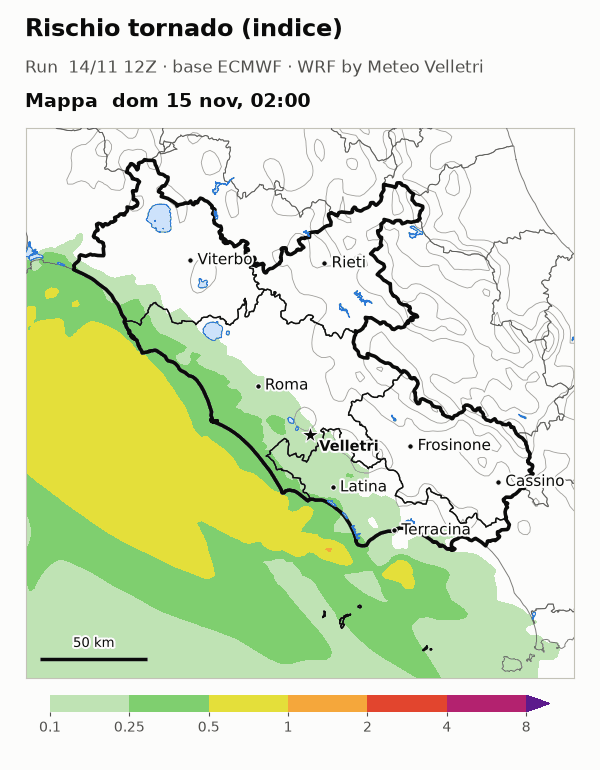 Rischio tornado (indice)
Run  14/11 12Z · base ECMWF · WRF by Meteo Velletri
Mappa  dom 15 nov, 02:00
Viterbo
Rieti
Roma
Velletri
Frosinone
Cassino
Latina
Terracina
50 km
0.1 0.25 0.5 1 2 4 8